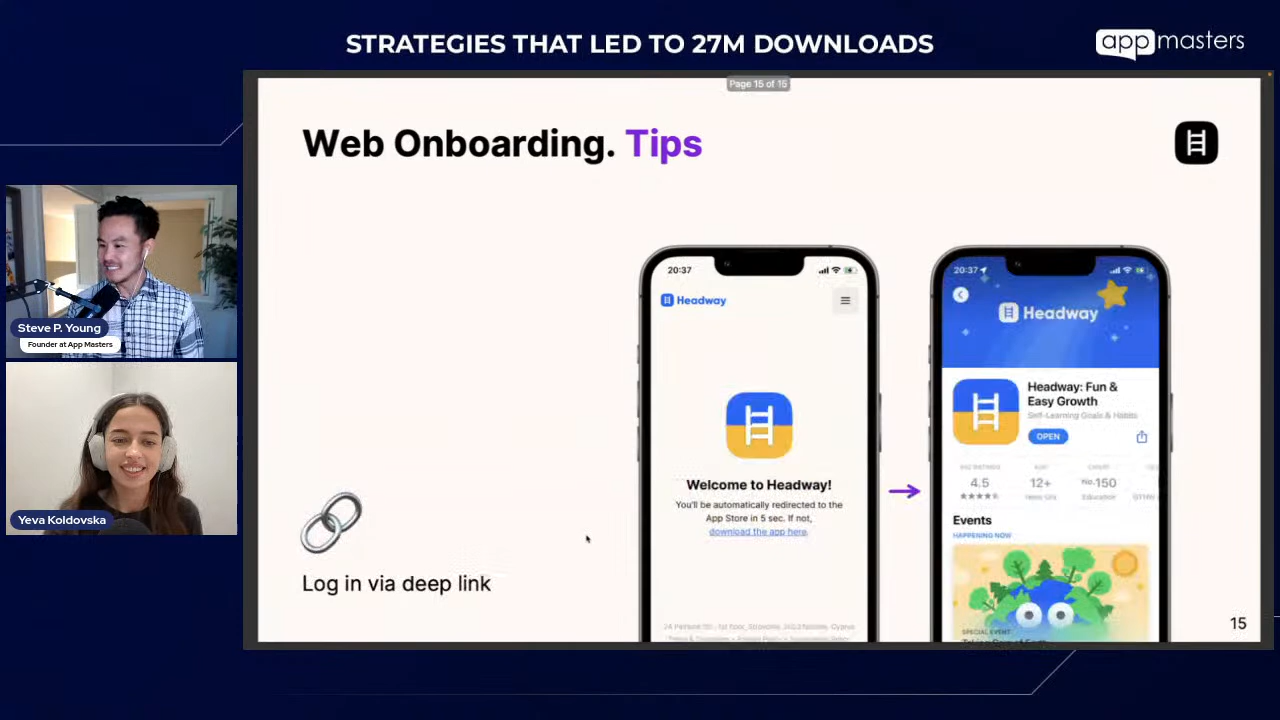 STRATEGIES THAT LED TO 27M DOWNLOADS
app masters
Page 15 of 15
Web Onboarding. Tips
Steve P. Young
Founder at App Masters
Yeva Koldovska
Log in via deep link
20:37
Headway
Welcome to Headway!
You'll be automatically redirected to the
App Store in 5 sec. If not,
download the app here.
20:37
Headway
Headway: Fun &
Easy Growth
Self-Learning Goals & Habits
OPEN
4.5
12+
No.150
Education
Events
HAPPENING NOW
SPECIAL EVENT
15